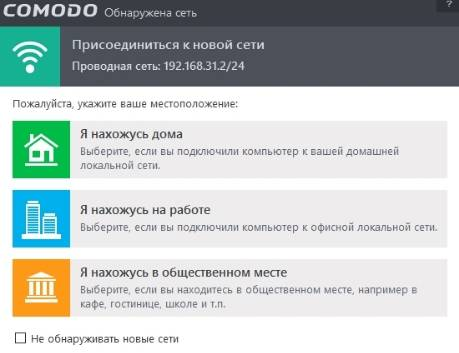 COMODO Обнаружена сеть ?
Присоединиться к новой сети
Проводная сеть: 192.168.31.2/24
Пожалуйста, укажите ваше местоположение:
Я нахожусь дома
Выберите, если вы подключили компьютер к вашей домашней
локальной сети.
Я нахожусь на работе
Выберите, если вы подключили компьютер к офисной локальной сети.
Я нахожусь в общественном месте
Выберите, если вы находитесь в общественном месте, например в
кафе, гостинице, школе и т.п.
Не обнаруживать новые сети